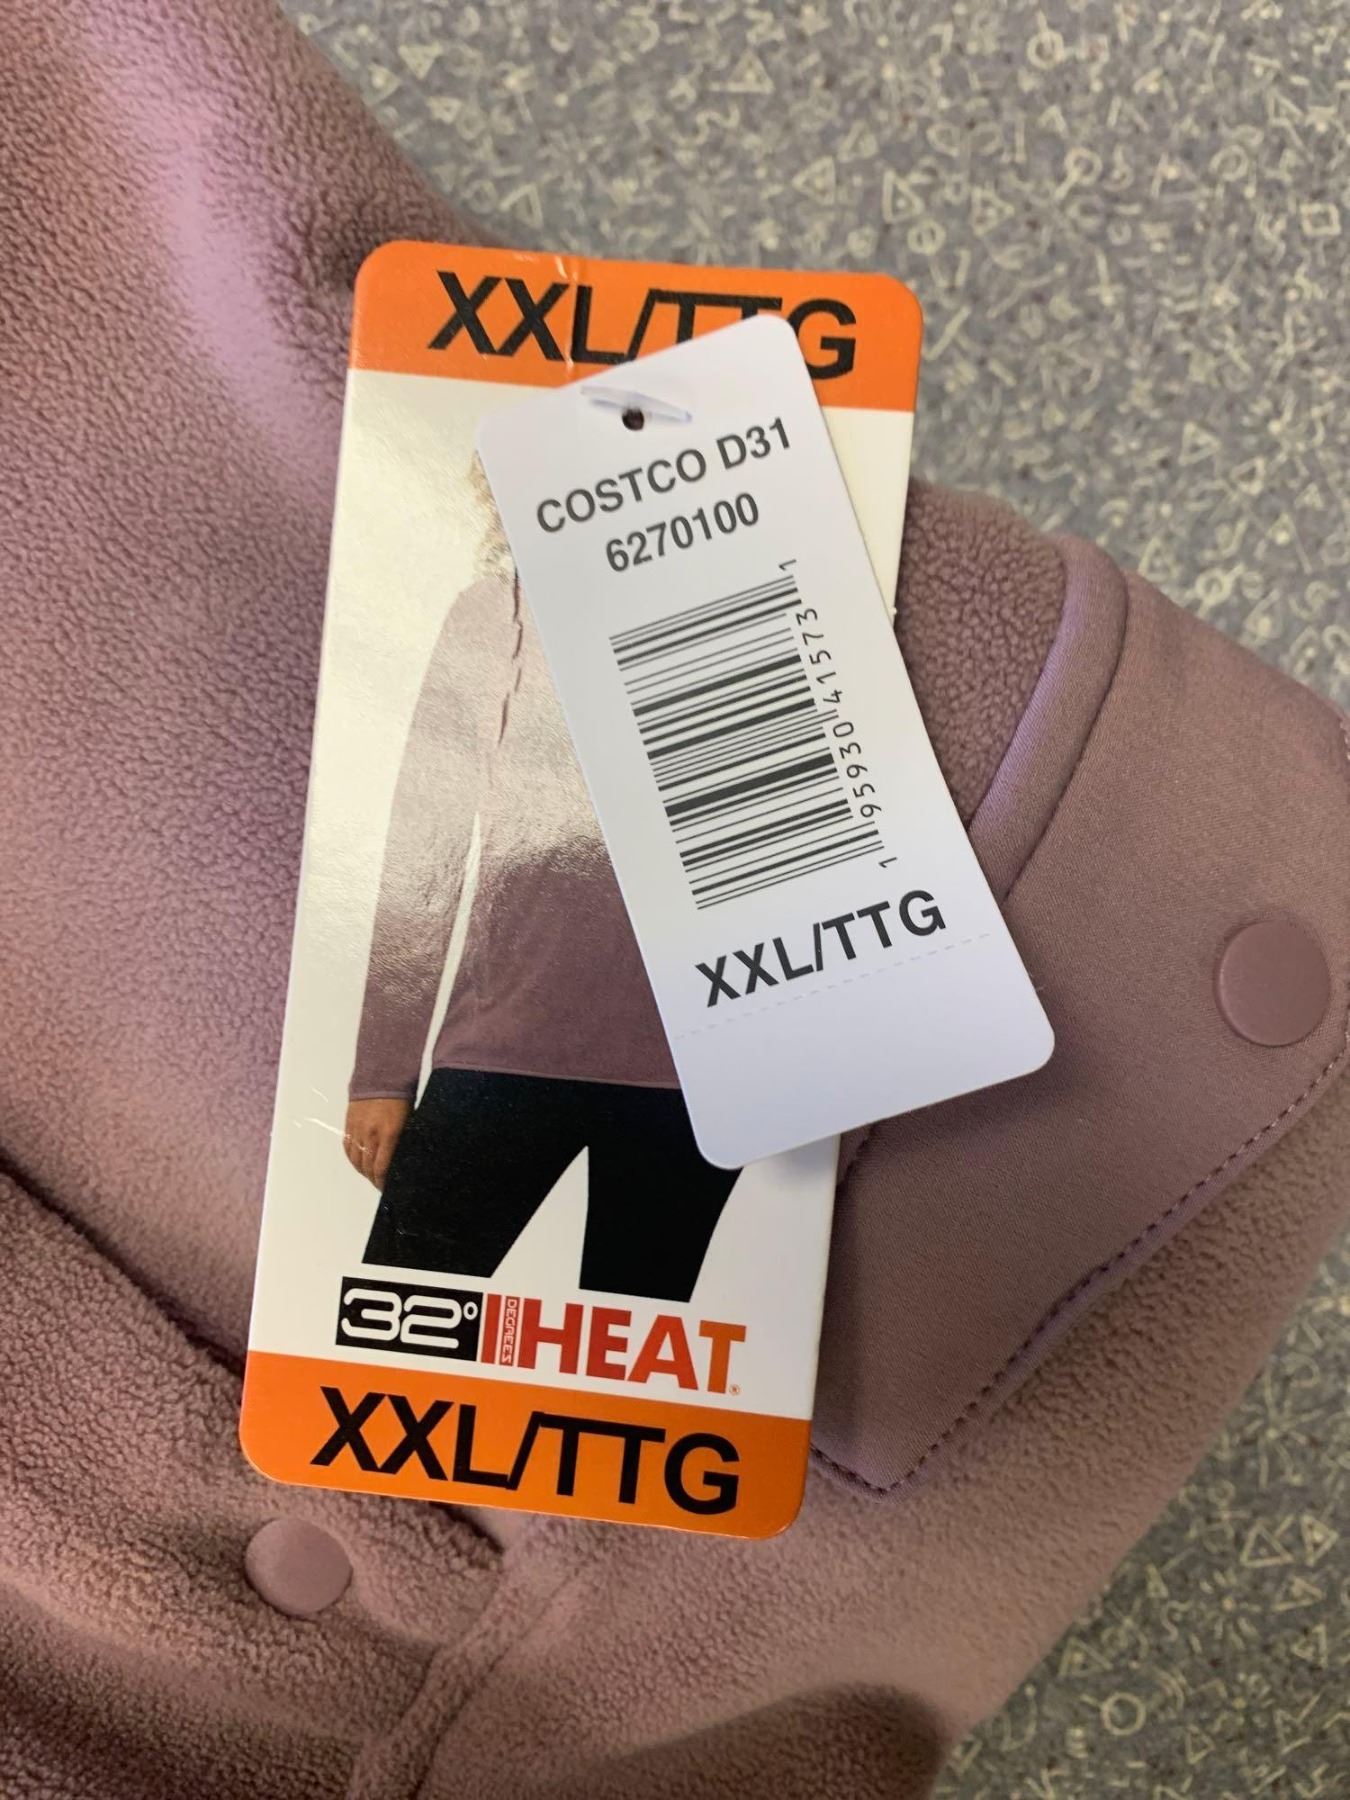 XXL/TTG
COSTCO D31
6270100
1 95930 41573 1
XXL/TTG
32° DEGREES HEAT®
XXL/TTG